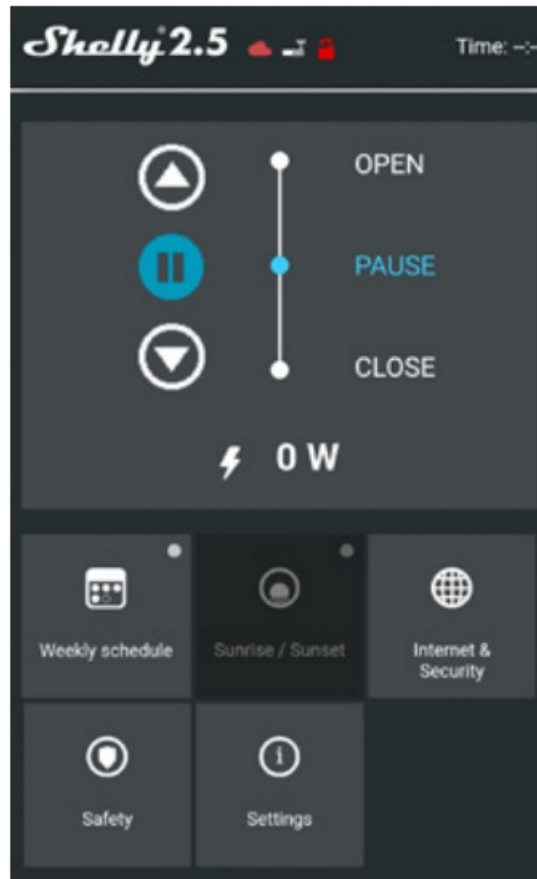 Shelly 2.5
Time: --:-
OPEN
PAUSE
CLOSE
0 W
Weekly schedule
Sunrise / Sunset
Internet &
Security
Safety
Settings